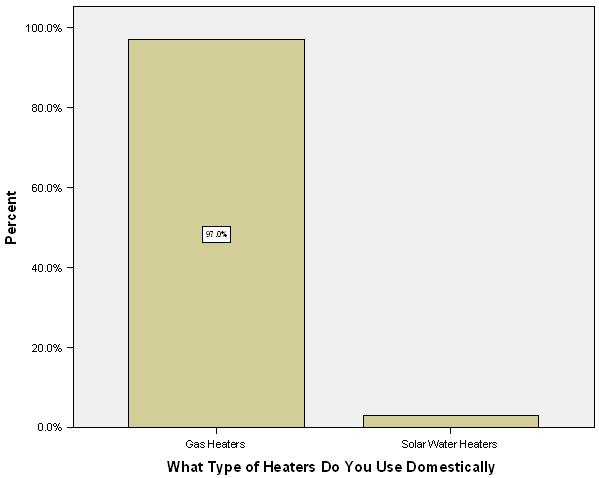 100.0%
80.0%
60.0%
40.0%
20.0%
0.0%
Percent
97.0%
Gas Heaters
Solar Water Heaters
What Type of Heaters Do You Use Domestically